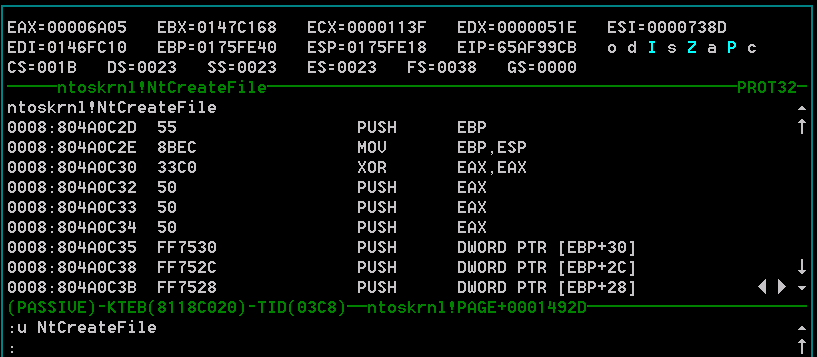 EAX=00006A05 EBX=0147C168 ECX=0000113F EDX=0000051E ESI=0000738D
EDI=0146FC10 EBP=0175FE40 ESP=0175FE18 EIP=65AF99CB o d I s Z a P c
CS=001B DS=0023 SS=0023 ES=0023 FS=0038 GS=0000
ntoskrnl!NtCreateFile PROT32
ntoskrnl!NtCreateFile
0008:804A0C2D 55 PUSH EBP
0008:804A0C2E 8BEC MOV EBP,ESP
0008:804A0C30 33C0 XOR EAX,EAX
0008:804A0C32 50 PUSH EAX
0008:804A0C33 50 PUSH EAX
0008:804A0C34 50 PUSH EAX
0008:804A0C35 FF7530 PUSH DWORD PTR [EBP+30]
0008:804A0C38 FF752C PUSH DWORD PTR [EBP+2C]
0008:804A0C3B FF7528 PUSH DWORD PTR [EBP+28]
(PASSIVE)-KTEB(8118C020)-TID(03C8)—ntoskrnl!PAGE+0001492D
:u NtCreateFile
: